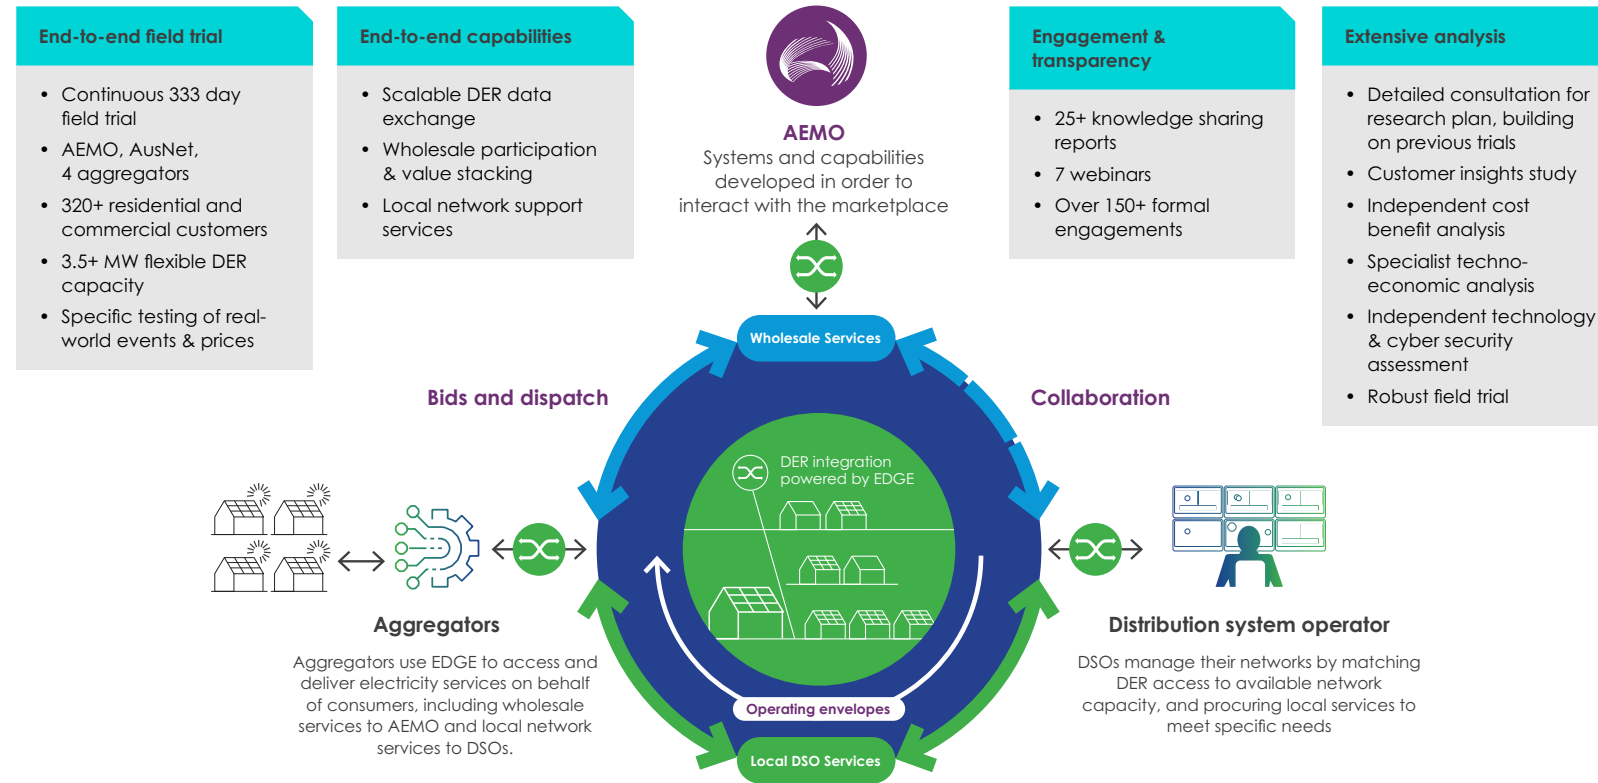 End-to-end field trial
• Continuous 333 day
field trial
• AEMO, AusNet,
4 aggregators
• 320+ residential and
commercial customers
• 3.5+ MW flexible DER
capacity
• Specific testing of real-
world events & prices
End-to-end capabilities
• Scalable DER data
exchange
• Wholesale participation
& value stacking
• Local network support
services
AEMO
Systems and capabilities
developed in order to
interact with the marketplace
Engagement &
transparency
• 25+ knowledge sharing
reports
• 7 webinars
• Over 150+ formal
engagements
Extensive analysis
• Detailed consultation for
research plan, building
on previous trials
• Customer insights study
• Independent cost
benefit analysis
• Specialist techno-
economic analysis
• Independent technology
& cyber security
assessment
• Robust field trial
Wholesale Services
Bids and dispatch
Collaboration
DER integration
powered by EDGE
Aggregators
Aggregators use EDGE to access and
deliver electricity services on behalf
of consumers, including wholesale
services to AEMO and local network
services to DSOs.
Distribution system operator
DSOs manage their networks by matching
DER access to available network
capacity, and procuring local services to
meet specific needs
Operating envelopes
Local DSO Services